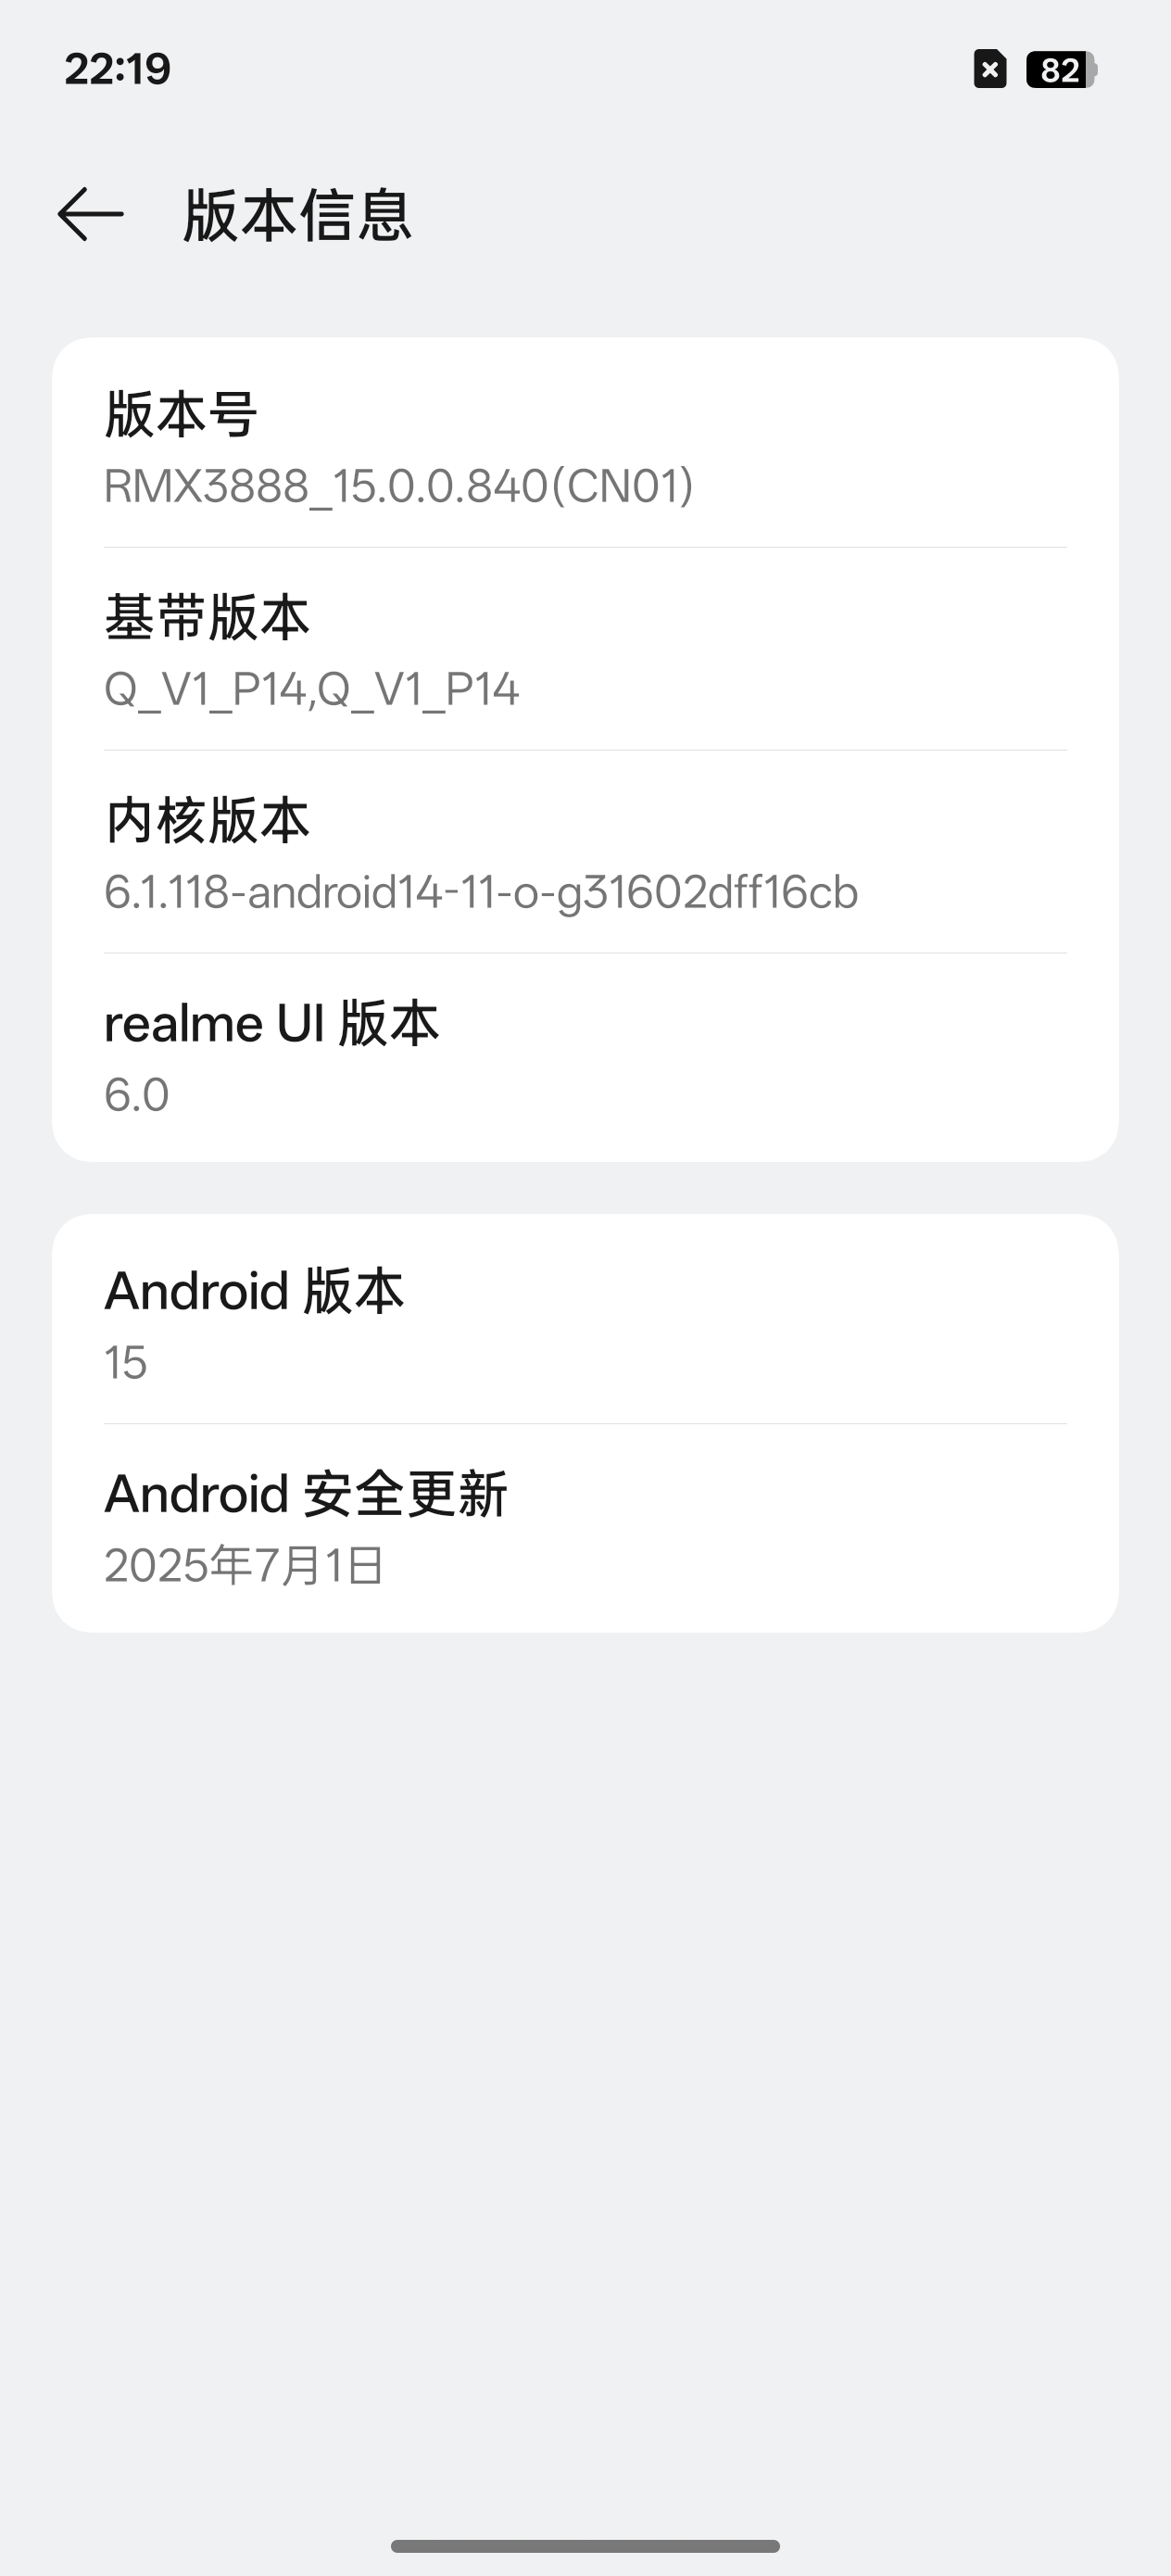 22:19
82
版本信息
版本号
RMX3888_15.0.0.840(CN01)
基带版本
Q_V1_P14,Q_V1_P14
内核版本
6.1.118-android14-11-o-g31602dff16cb
realme UI 版本
6.0
Android 版本
15
Android 安全更新
2025年7月1日